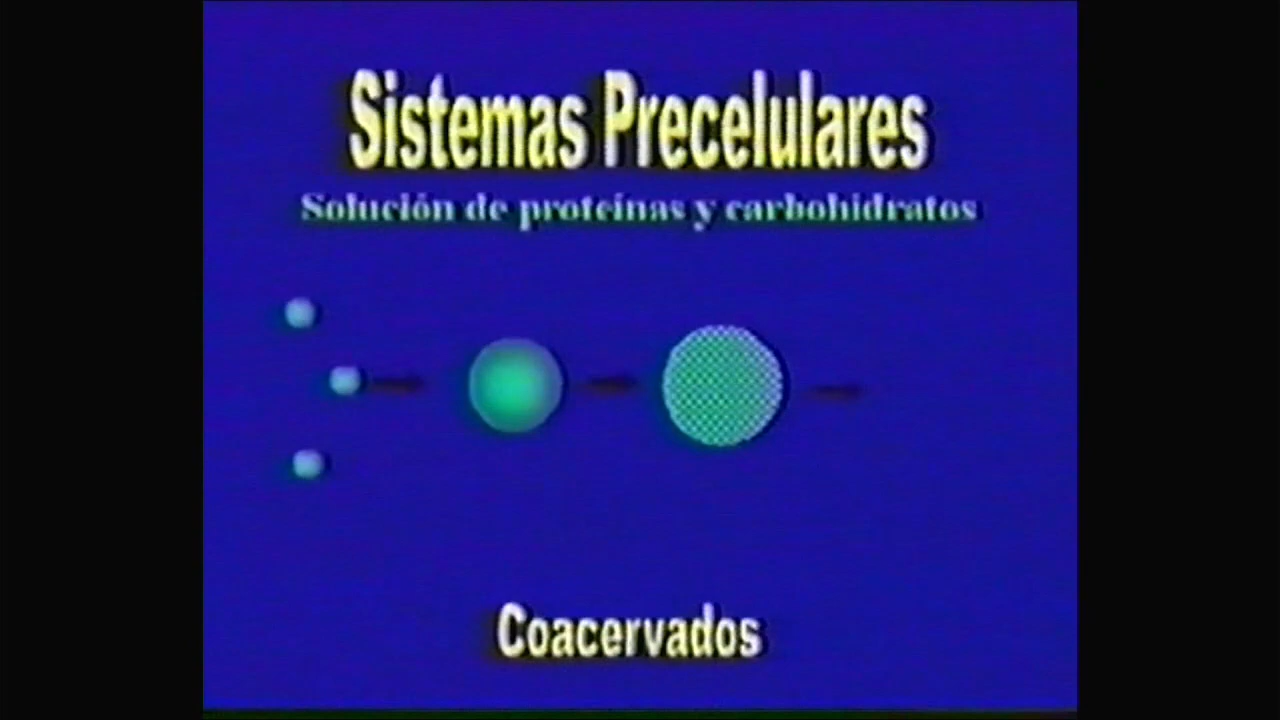 Sistemas Precelulares
Solución de proteínas y carbohidratos
Coacervados